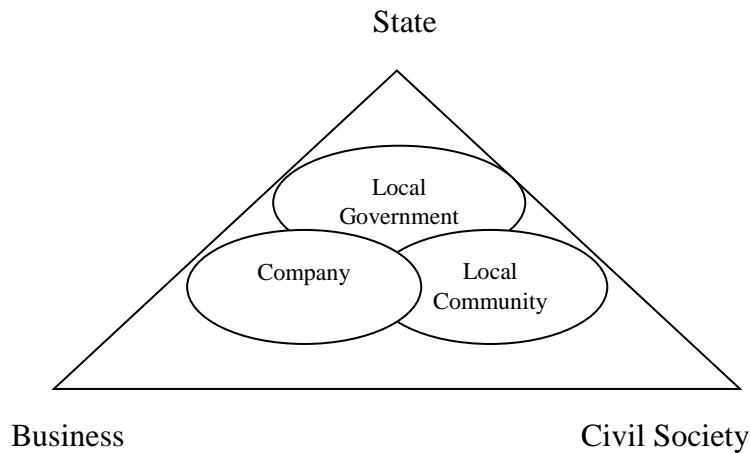 State
Local
Government
Company
Local
Community
Business
Civil Society